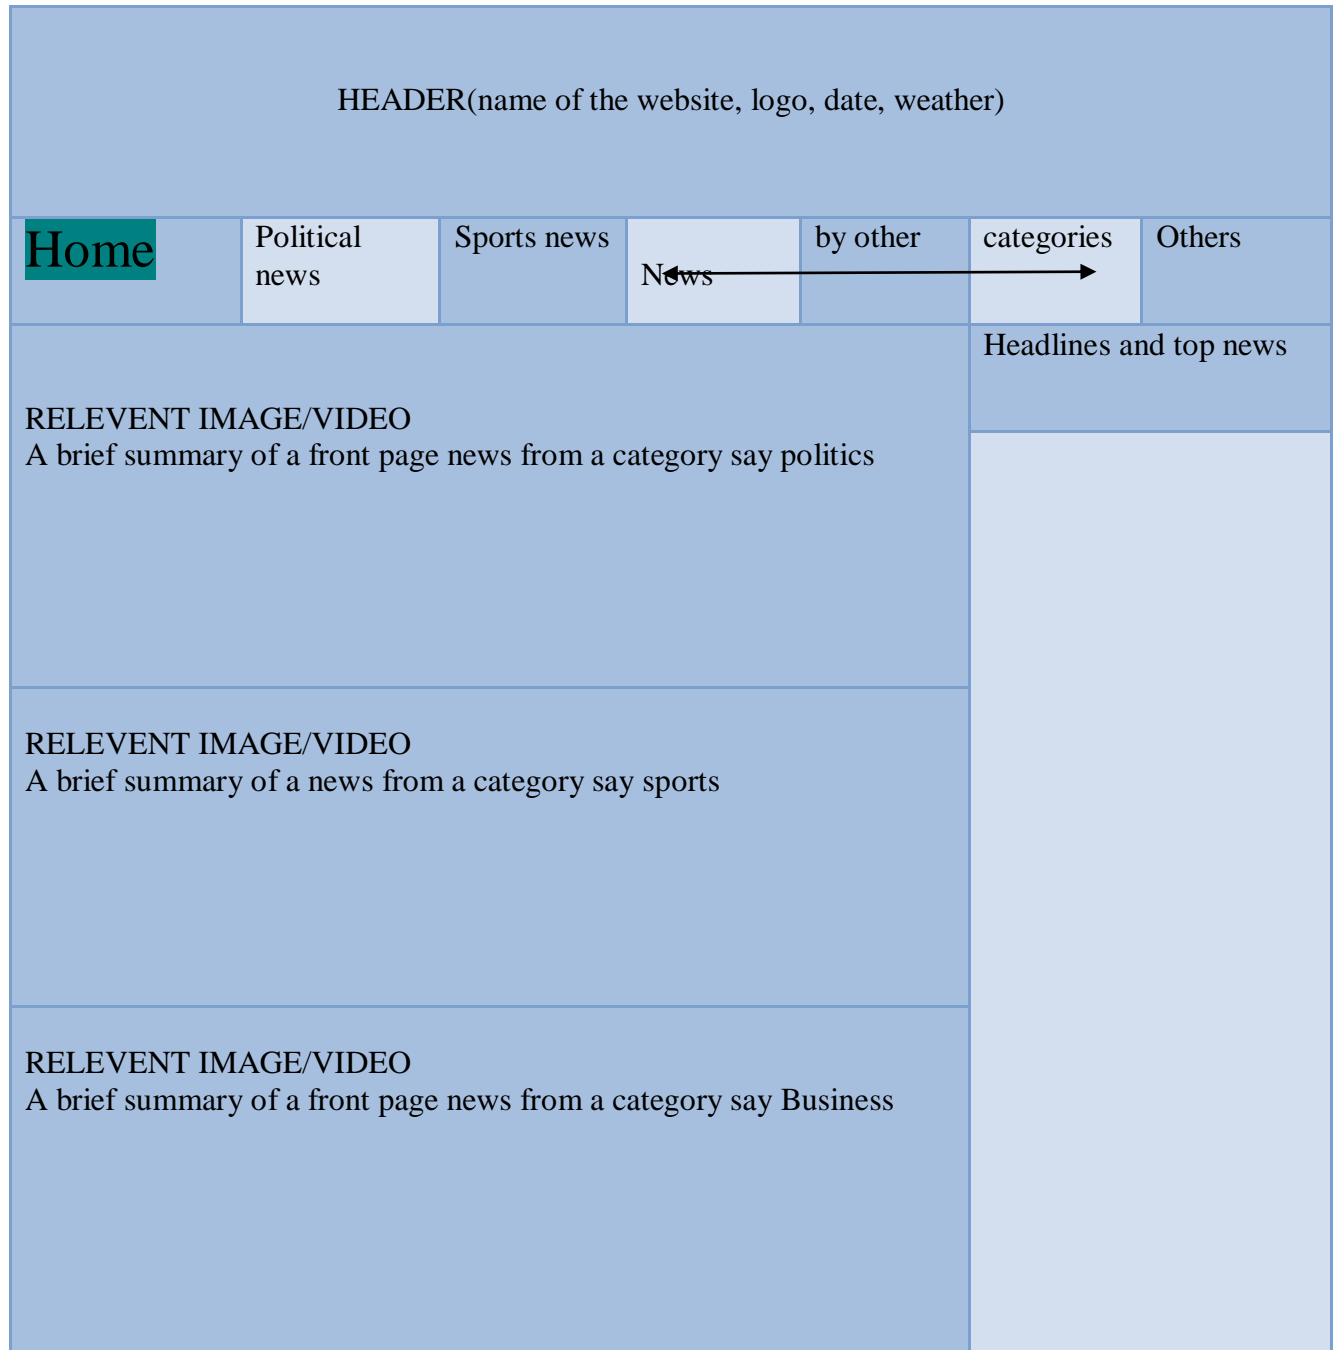 HEADER(name of the website, logo, date, weather)
Home
Political
news
Sports news
News
by other
categories
Others
Headlines and top news
RELEVENT IMAGE/VIDEO
A brief summary of a front page news from a category say politics
RELEVENT IMAGE/VIDEO
A brief summary of a news from a category say sports
RELEVENT IMAGE/VIDEO
A brief summary of a front page news from a category say Business